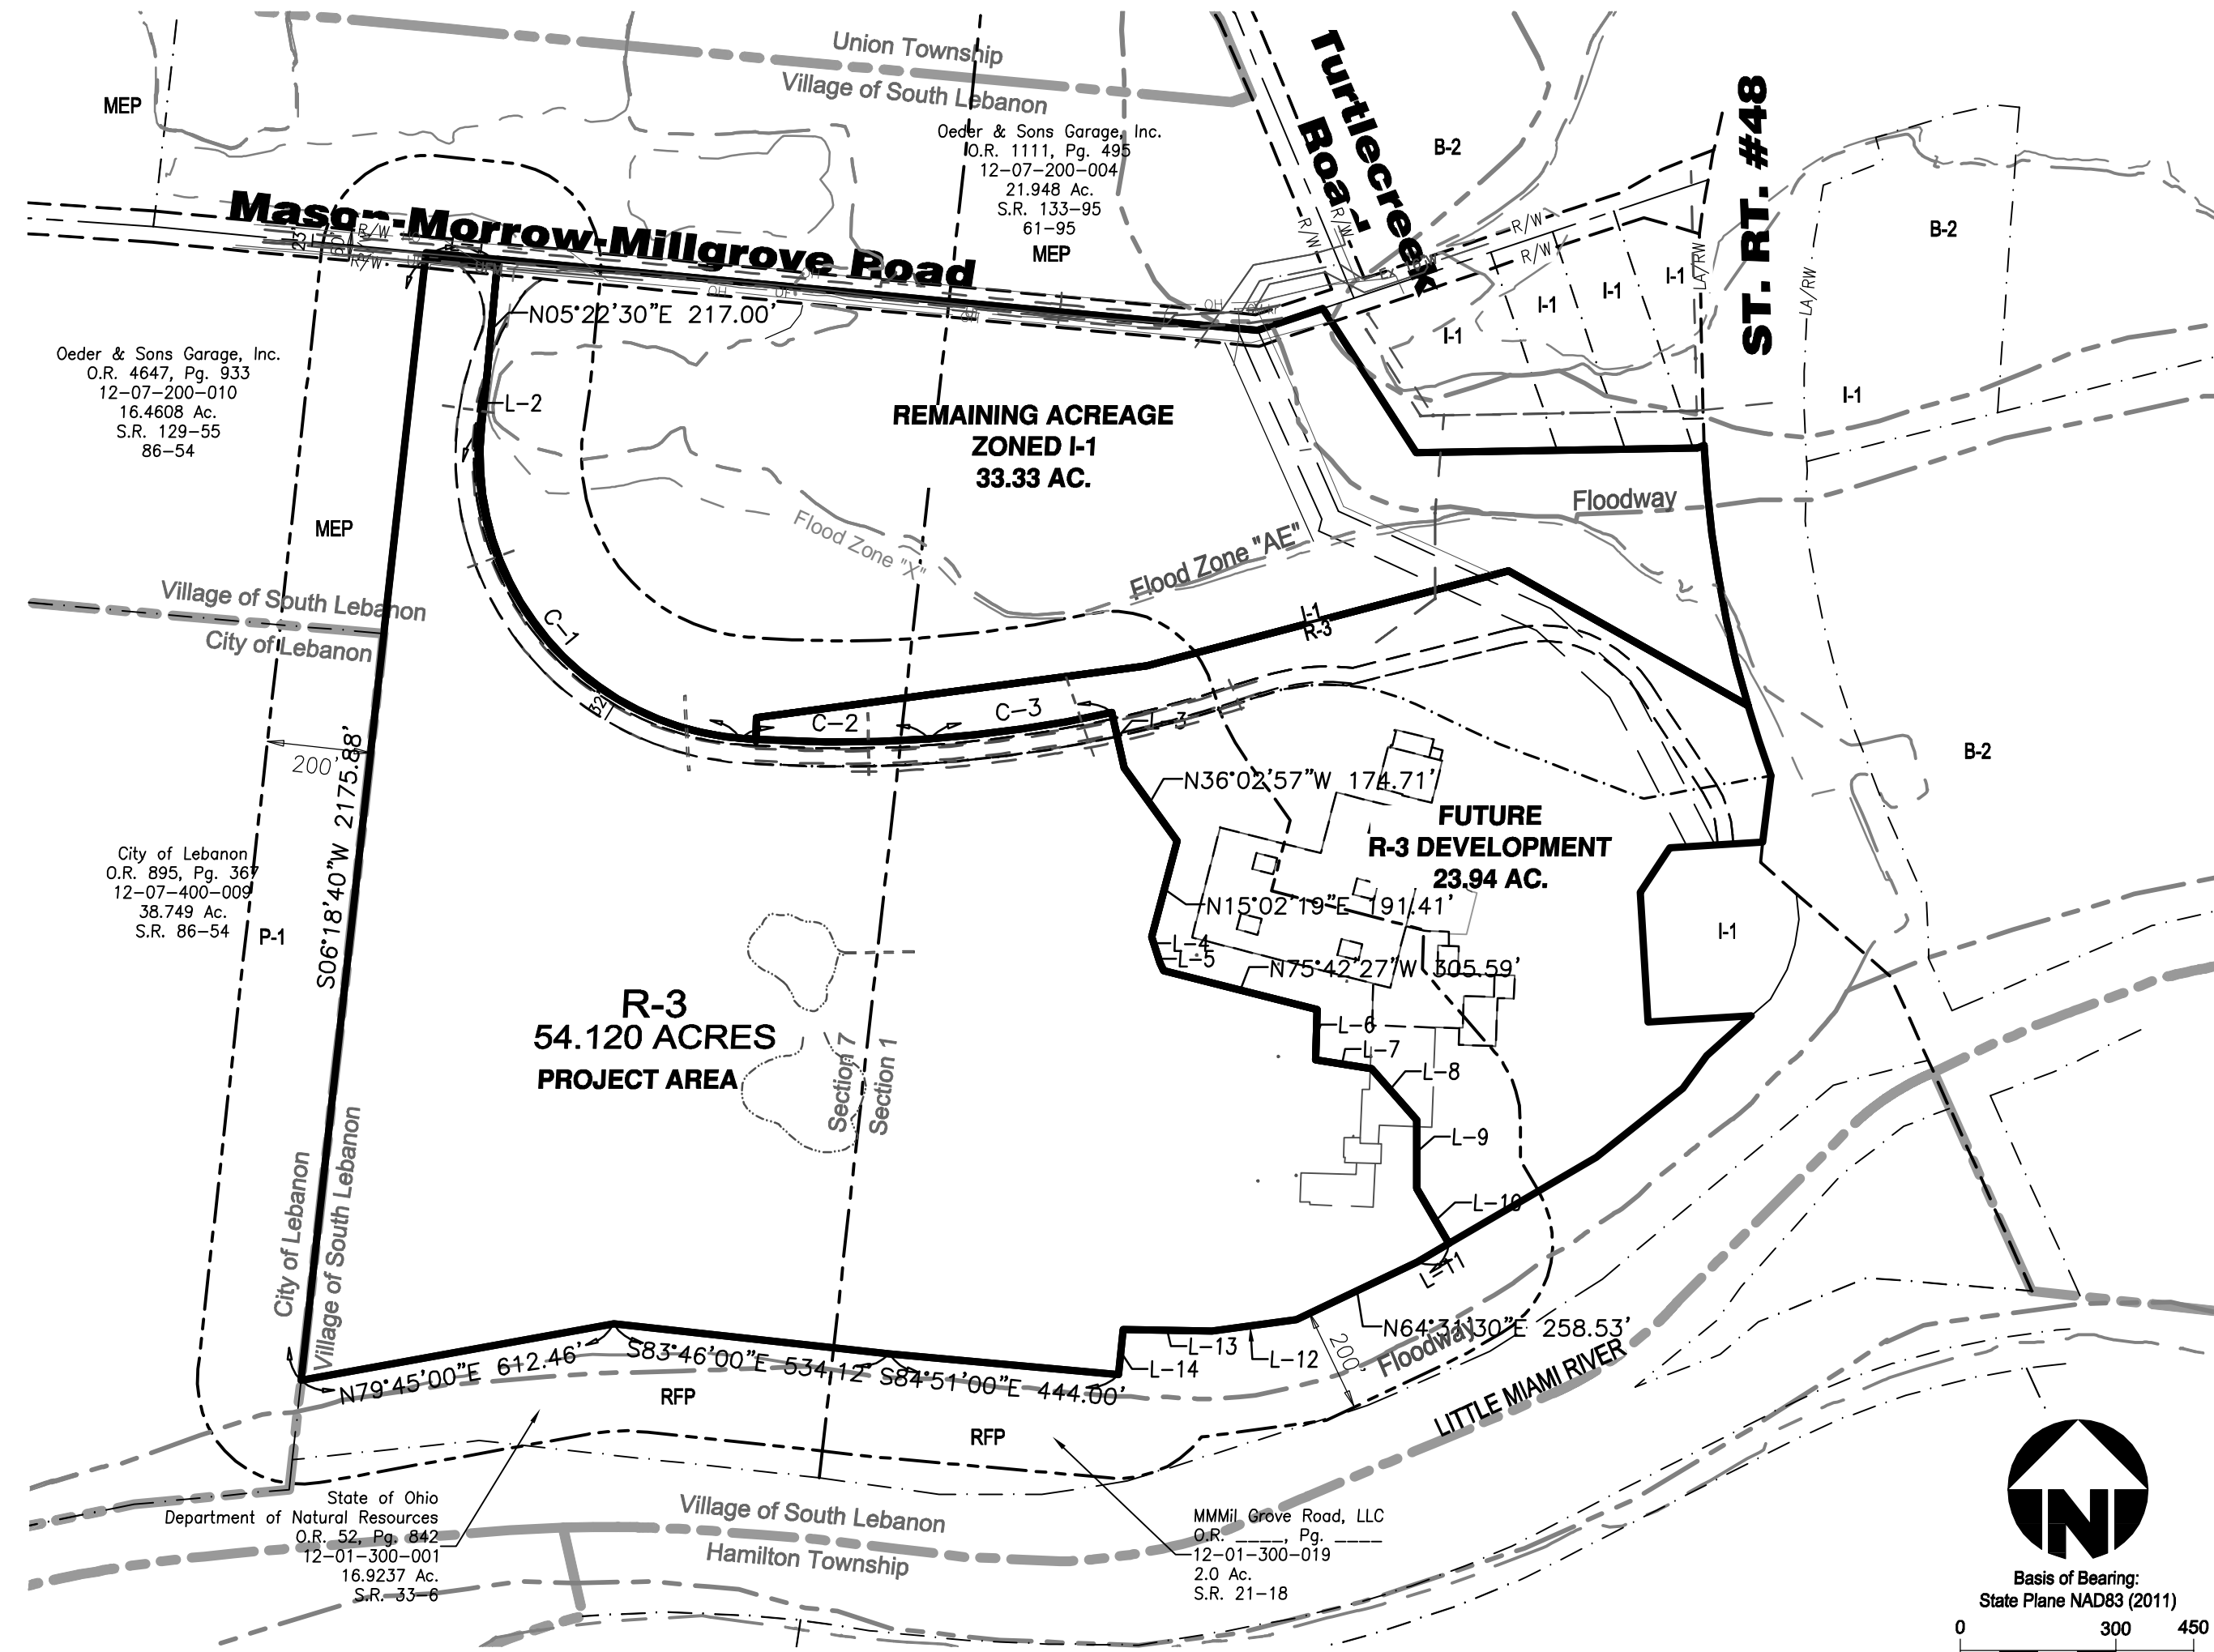 Union Township
Village of South Lebanon
MEP
Oeder & Sons Garage, Inc.
O.R. 1111, Pg. 495
12-07-200-004
21.948 Ac.
S.R. 133-95
61-95
MEP
Turtlecreek
Road
B-2
ST. RT. #48
B-2
Mason-Morrow-Millgrove Road
R/W
R/W
R/W
R/W
R/W
R/W
LA/RW
LA/RW
OH
OH
I-1
I-1
I-1
I-1
I-1
N05°22'30"E 217.00'
L-2
Oeder & Sons Garage, Inc.
O.R. 4647, Pg. 933
12-07-200-010
16.4608 Ac.
S.R. 129-55
86-54
REMAINING ACREAGE
ZONED I-1
33.33 AC.
MEP
Floodway
Flood Zone "X"
Flood Zone "AE"
Village of South Lebanon
City of Lebanon
C-1
I-1
R-3
32'
C-2
C-3
L-3
200'
S06°18'40"W 2175.88'
B-2
N36°02'57"W 174.71'
FUTURE
R-3 DEVELOPMENT
23.94 AC.
City of Lebanon
O.R. 895, Pg. 367
12-07-400-009
38.749 Ac.
S.R. 86-54
P-1
N15°02'19"E 191.41'
L-4
L-5
N75°42'27"W 305.59'
I-1
R-3
54.120 ACRES
PROJECT AREA
Section 7
Section 1
L-6
L-7
L-8
L-9
L-10
L-11
City of Lebanon
Village of South Lebanon
N64°31'30"E 258.53'
L-12
L-13
L-14
200'
Floodway
LITTLE MIAMI RIVER
N79°45'00"E 612.46'
S83°46'00"E 534.12'
S84°51'00"E 444.00'
RFP
RFP
State of Ohio
Department of Natural Resources
O.R. 52, Pg. 842
12-01-300-001
16.9237 Ac.
S.R. 33-6
Village of South Lebanon
Hamilton Township
MMMil Grove Road, LLC
O.R. ____, Pg. ____
12-01-300-019
2.0 Ac.
S.R. 21-18
N
Basis of Bearing:
State Plane NAD83 (2011)
0 300 450